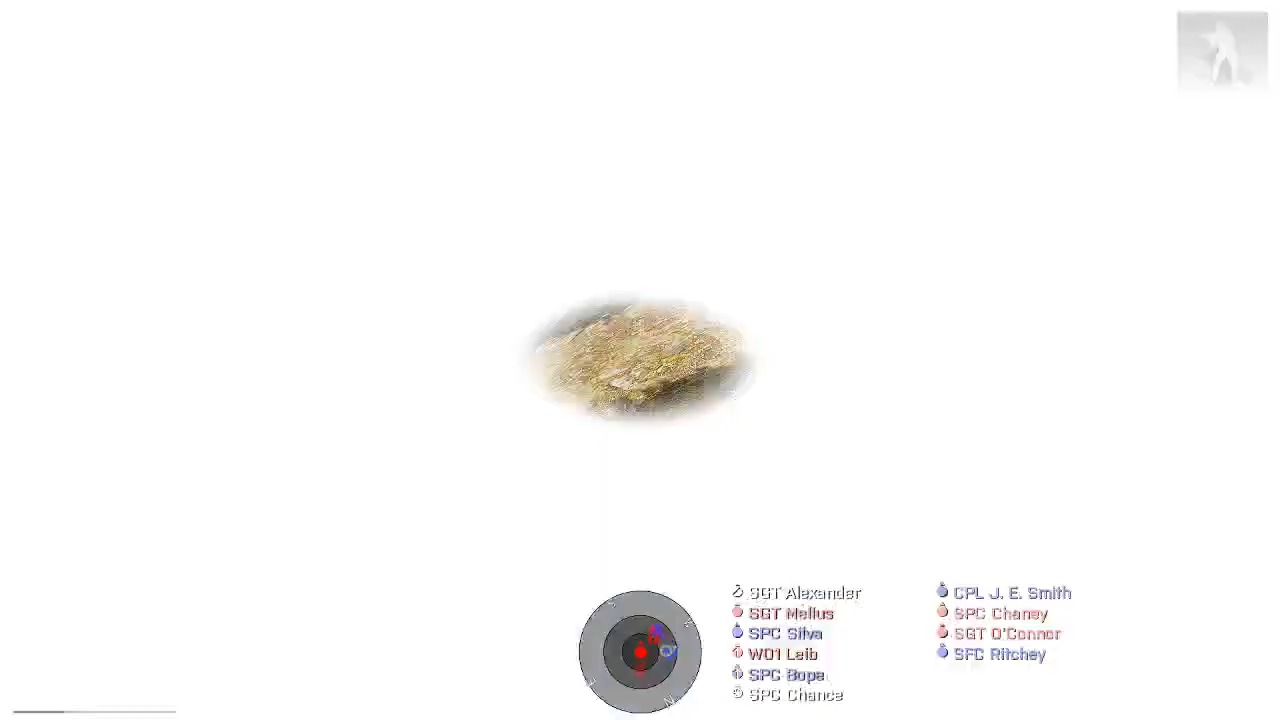 SGT Alexander
SGT Mellus
SPC Silva
WO1 Leib
SPC Bope
SPC Chance
CPL J. E. Smith
SPC Chaney
SGT O'Connor
SFC Ritchey
N